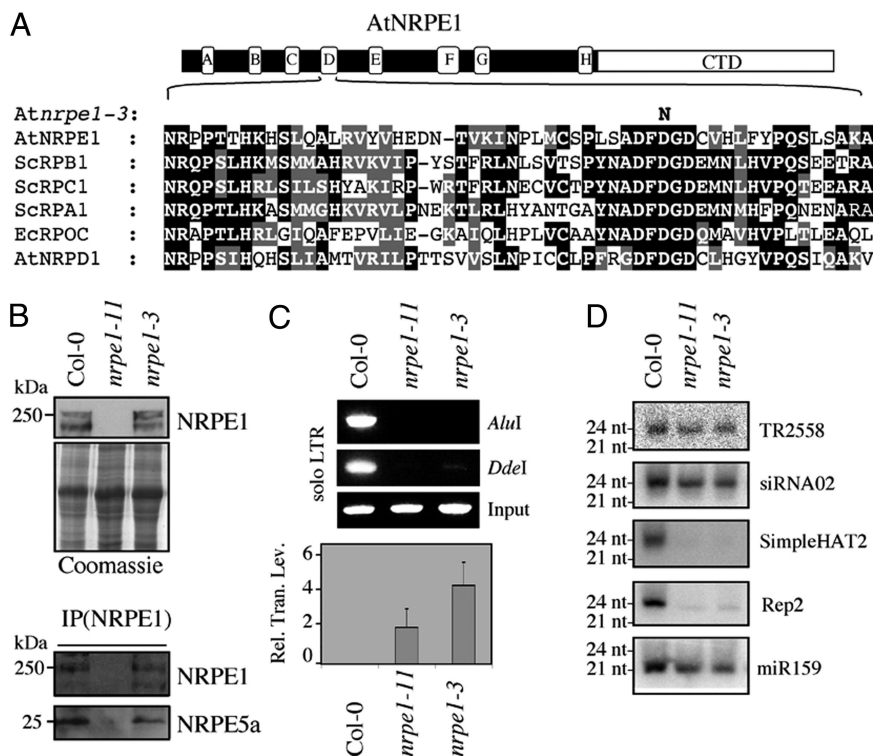 A
AtNRPE1
A B C D E F G H CTD
Atnrpe1-3: N
AtNRPE1 : NRPPTTHKHSLQALRVYVHEDN-TVKINPLMCSPLSADFDGDCVHLFYPQSLSAKA
ScRPB1 : NRQPSLHKMSMMAHRVKVIP-YSTFRLNLSVTSPYNADFDGDEMNLHVPQSEETRA
ScRPC1 : NRQPSLHRLSILSHYAKIRP-WRTFRLNECVCTPYNADFDGDEMNLHVPQTEEARA
ScRPA1 : NRQPTLHKASMMGHKVRVLPNEKTLRLHYANTGAYNADFDGDEMNMHFPQNENARA
EcRPOC : NRAPTLHRLGIQAFEPVLIE-GKAIQLHPLVCAAYNADFDGDQMAVHVPLTLEAQL
AtNRPD1 : NRPPSIHQHSLIAMTVRILPTTSVVSLNPICCLPFRGDFDGDCLHGYVPQSIQAKV
B
Col-0 nrpe1-11 nrpe1-3
kDa
250 NRPE1
Coomassie
IP(NRPE1)
kDa
250 NRPE1
25 NRPE5a
C
Col-0 nrpe1-11 nrpe1-3
solo LTR
AluI
DdeI
Input
Rel. Tran. Lev.
6
4
2
0
Col-0 nrpe1-11 nrpe1-3
D
Col-0 nrpe1-11 nrpe1-3
24 nt
21 nt
TR2558
24 nt
21 nt
siRNA02
24 nt
21 nt
SimpleHAT2
24 nt
21 nt
Rep2
24 nt
21 nt
miR159